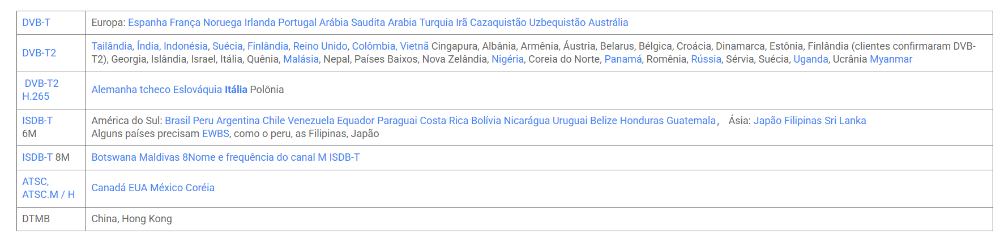 DVB-T
Europa: Espanha França Noruega Irlanda Portugal Arábia Saudita Arabia Turquia Irã Cazaquistão Uzbequistão Austrália
DVB-T2
Tailândia, Índia, Indonésia, Suécia, Finlândia, Reino Unido, Colômbia, Vietnã Cingapura, Albânia, Armênia, Áustria, Belarus, Bélgica, Croácia, Dinamarca, Estônia, Finlândia (clientes confirmaram DVB-
T2), Georgia, Islândia, Israel, Itália, Quênia, Malásia, Nepal, Países Baixos, Nova Zelândia, Nigéria, Coreia do Norte, Panamá, Romênia, Rússia, Sérvia, Suécia, Uganda, Ucrânia Myanmar
DVB-T2
H.265
Alemanha tcheco Eslováquia Itália Polônia
ISDB-T
6M
América do Sul: Brasil Peru Argentina Chile Venezuela Equador Paraguai Costa Rica Bolívia Nicarágua Uruguai Belize Honduras Guatemala， Ásia: Japão Filipinas Sri Lanka
Alguns países precisam EWBS, como o peru, as Filipinas, Japão
ISDB-T 8M
Botswana Maldivas 8Nome e frequência do canal M ISDB-T
ATSC,
ATSC.M / H
Canadá EUA México Coréia
DTMB
China, Hong Kong